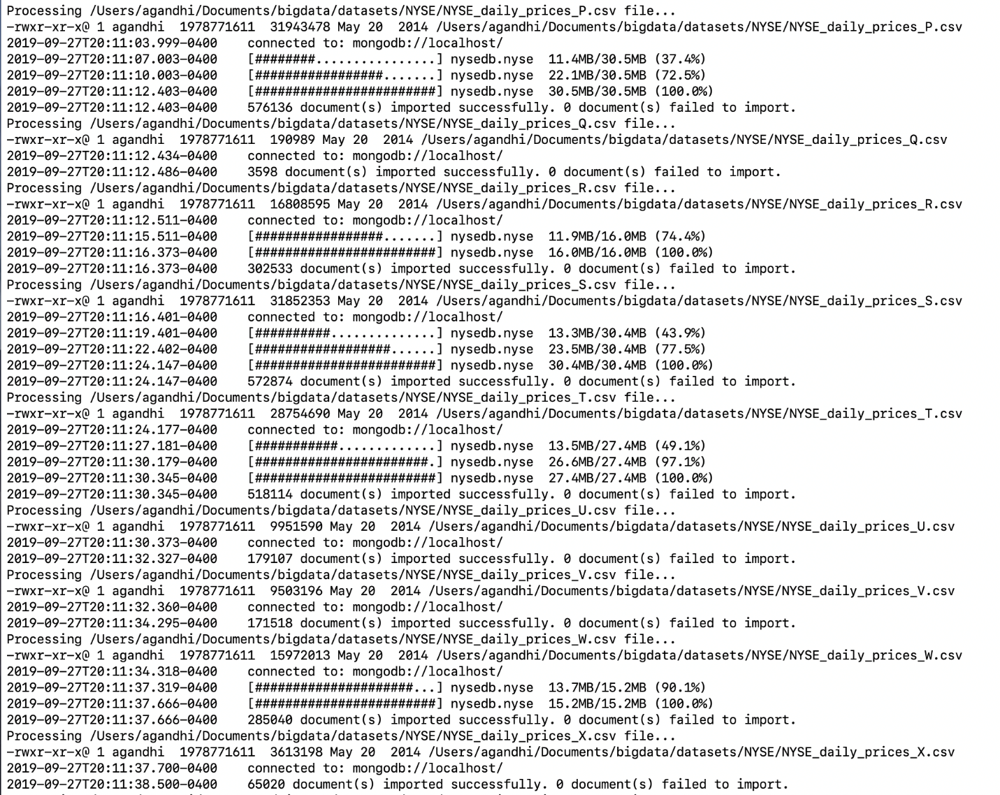 Processing /Users/agandhi/Documents/bigdata/datasets/NYSE/NYSE_daily_prices_P.csv file...
-rwxr-xr-x@ 1 agandhi  1978771611  31943478 May 20  2014 /Users/agandhi/Documents/bigdata/datasets/NYSE/NYSE_daily_prices_P.csv
2019-09-27T20:11:03.999-0400    connected to: mongodb://localhost/
2019-09-27T20:11:07.003-0400    [########................] nysedb.nyse  11.4MB/30.5MB (37.4%)
2019-09-27T20:11:10.003-0400    [#################.......] nysedb.nyse  22.1MB/30.5MB (72.5%)
2019-09-27T20:11:12.403-0400    [########################] nysedb.nyse  30.5MB/30.5MB (100.0%)
2019-09-27T20:11:12.403-0400    576136 document(s) imported successfully. 0 document(s) failed to import.
Processing /Users/agandhi/Documents/bigdata/datasets/NYSE/NYSE_daily_prices_Q.csv file...
-rwxr-xr-x@ 1 agandhi  1978771611  190989 May 20  2014 /Users/agandhi/Documents/bigdata/datasets/NYSE/NYSE_daily_prices_Q.csv
2019-09-27T20:11:12.434-0400    connected to: mongodb://localhost/
2019-09-27T20:11:12.486-0400    3598 document(s) imported successfully. 0 document(s) failed to import.
Processing /Users/agandhi/Documents/bigdata/datasets/NYSE/NYSE_daily_prices_R.csv file...
-rwxr-xr-x@ 1 agandhi  1978771611  16808595 May 20  2014 /Users/agandhi/Documents/bigdata/datasets/NYSE/NYSE_daily_prices_R.csv
2019-09-27T20:11:12.511-0400    connected to: mongodb://localhost/
2019-09-27T20:11:15.511-0400    [#################.......] nysedb.nyse  11.9MB/16.0MB (74.4%)
2019-09-27T20:11:16.373-0400    [########################] nysedb.nyse  16.0MB/16.0MB (100.0%)
2019-09-27T20:11:16.373-0400    302533 document(s) imported successfully. 0 document(s) failed to import.
Processing /Users/agandhi/Documents/bigdata/datasets/NYSE/NYSE_daily_prices_S.csv file...
-rwxr-xr-x@ 1 agandhi  1978771611  31852353 May 20  2014 /Users/agandhi/Documents/bigdata/datasets/NYSE/NYSE_daily_prices_S.csv
2019-09-27T20:11:16.401-0400    connected to: mongodb://localhost/
2019-09-27T20:11:19.401-0400    [##########..............] nysedb.nyse  13.3MB/30.4MB (43.9%)
2019-09-27T20:11:22.402-0400    [##################......] nysedb.nyse  23.5MB/30.4MB (77.5%)
2019-09-27T20:11:24.147-0400    [########################] nysedb.nyse  30.4MB/30.4MB (100.0%)
2019-09-27T20:11:24.147-0400    572874 document(s) imported successfully. 0 document(s) failed to import.
Processing /Users/agandhi/Documents/bigdata/datasets/NYSE/NYSE_daily_prices_T.csv file...
-rwxr-xr-x@ 1 agandhi  1978771611  28754690 May 20  2014 /Users/agandhi/Documents/bigdata/datasets/NYSE/NYSE_daily_prices_T.csv
2019-09-27T20:11:24.177-0400    connected to: mongodb://localhost/
2019-09-27T20:11:27.181-0400    [###########.............] nysedb.nyse  13.5MB/27.4MB (49.1%)
2019-09-27T20:11:30.179-0400    [#######################.] nysedb.nyse  26.6MB/27.4MB (97.1%)
2019-09-27T20:11:30.345-0400    [########################] nysedb.nyse  27.4MB/27.4MB (100.0%)
2019-09-27T20:11:30.345-0400    518114 document(s) imported successfully. 0 document(s) failed to import.
Processing /Users/agandhi/Documents/bigdata/datasets/NYSE/NYSE_daily_prices_U.csv file...
-rwxr-xr-x@ 1 agandhi  1978771611  9951590 May 20  2014 /Users/agandhi/Documents/bigdata/datasets/NYSE/NYSE_daily_prices_U.csv
2019-09-27T20:11:30.373-0400    connected to: mongodb://localhost/
2019-09-27T20:11:32.327-0400    179107 document(s) imported successfully. 0 document(s) failed to import.
Processing /Users/agandhi/Documents/bigdata/datasets/NYSE/NYSE_daily_prices_V.csv file...
-rwxr-xr-x@ 1 agandhi  1978771611  9503196 May 20  2014 /Users/agandhi/Documents/bigdata/datasets/NYSE/NYSE_daily_prices_V.csv
2019-09-27T20:11:32.360-0400    connected to: mongodb://localhost/
2019-09-27T20:11:34.295-0400    171518 document(s) imported successfully. 0 document(s) failed to import.
Processing /Users/agandhi/Documents/bigdata/datasets/NYSE/NYSE_daily_prices_W.csv file...
-rwxr-xr-x@ 1 agandhi  1978771611  15972013 May 20  2014 /Users/agandhi/Documents/bigdata/datasets/NYSE/NYSE_daily_prices_W.csv
2019-09-27T20:11:34.318-0400    connected to: mongodb://localhost/
2019-09-27T20:11:37.319-0400    [#####################...] nysedb.nyse  13.7MB/15.2MB (90.1%)
2019-09-27T20:11:37.666-0400    [########################] nysedb.nyse  15.2MB/15.2MB (100.0%)
2019-09-27T20:11:37.666-0400    285040 document(s) imported successfully. 0 document(s) failed to import.
Processing /Users/agandhi/Documents/bigdata/datasets/NYSE/NYSE_daily_prices_X.csv file...
-rwxr-xr-x@ 1 agandhi  1978771611  3613198 May 20  2014 /Users/agandhi/Documents/bigdata/datasets/NYSE/NYSE_daily_prices_X.csv
2019-09-27T20:11:37.700-0400    connected to: mongodb://localhost/
2019-09-27T20:11:38.500-0400    65020 document(s) imported successfully. 0 document(s) failed to import.